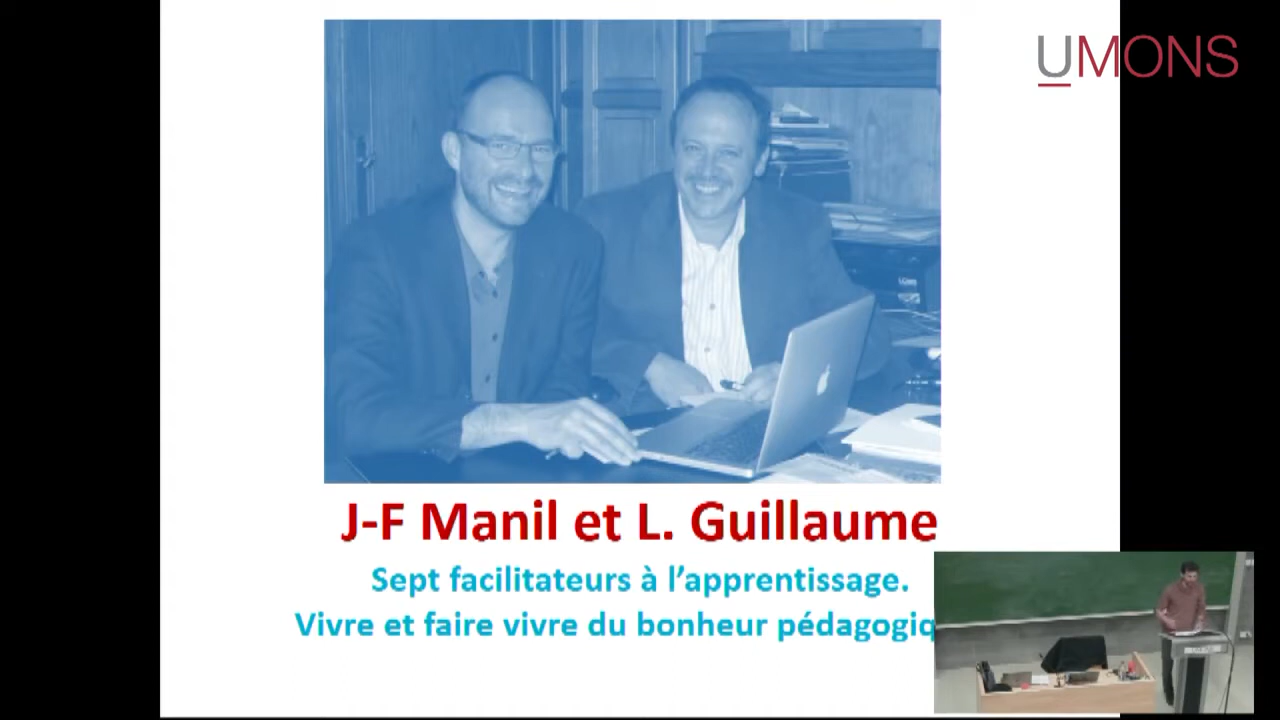 UMONS
J-F Manil et L. Guillaume
Sept facilitateurs à l'apprentissage.
Vivre et faire vivre du bonheur pédagogiq